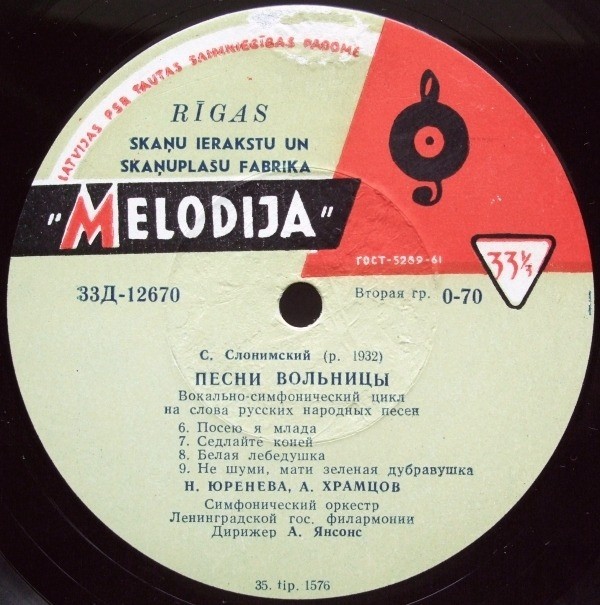 LATVIJAS PSR TAUTAS SAIMNIECĪBAS PADOME
RĪGAS
SKAŅU IERAKSTU UN
SKAŅUPLAŠU FABRIKA
"MELODIJA"
ГОСТ-5289-61
33⅓
33Д-12670
Вторая гр. 0-70
С. Слонимский (р. 1932)
ПЕСНИ ВОЛЬНИЦЫ
Вокально-симфонический цикл
на слова русских народных песен
6. Посею я млада
7. Седлайте коней
8. Белая лебедушка
9. Не шуми, мати зеленая дубравушка
Н. ЮРЕНЕВА, А. ХРАМЦОВ
Симфонический оркестр
Ленинградской гос. филармонии
Дирижер А. Янсонс
35. tip. 1576